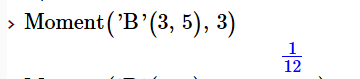 > Moment('B'(3, 5), 3)
1/12